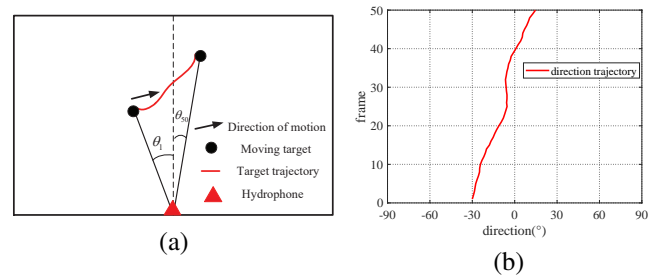 θ1
θ50
Direction of motion
Moving target
Target trajectory
Hydrophone
(a)
50
40
30
20
10
0
frame
direction trajectory
-90 -60 -30 0 30 60 90
direction(°)
(b)